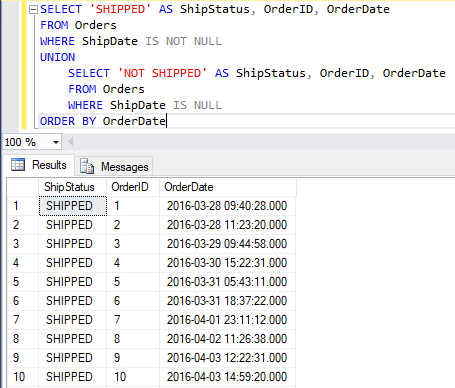 SELECT 'SHIPPED' AS ShipStatus, OrderID, OrderDate
FROM Orders
WHERE ShipDate IS NOT NULL
UNION
SELECT 'NOT SHIPPED' AS ShipStatus, OrderID, OrderDate
FROM Orders
WHERE ShipDate IS NULL
ORDER BY OrderDate
100 %
Results Messages
ShipStatus OrderID OrderDate
1 SHIPPED 1 2016-03-28 09:40:28.000
2 SHIPPED 2 2016-03-28 11:23:20.000
3 SHIPPED 3 2016-03-29 09:44:58.000
4 SHIPPED 4 2016-03-30 15:22:31.000
5 SHIPPED 5 2016-03-31 05:43:11.000
6 SHIPPED 6 2016-03-31 18:37:22.000
7 SHIPPED 7 2016-04-01 23:11:12.000
8 SHIPPED 8 2016-04-02 11:26:38.000
9 SHIPPED 9 2016-04-03 12:22:31.000
10 SHIPPED 10 2016-04-03 14:59:20.000